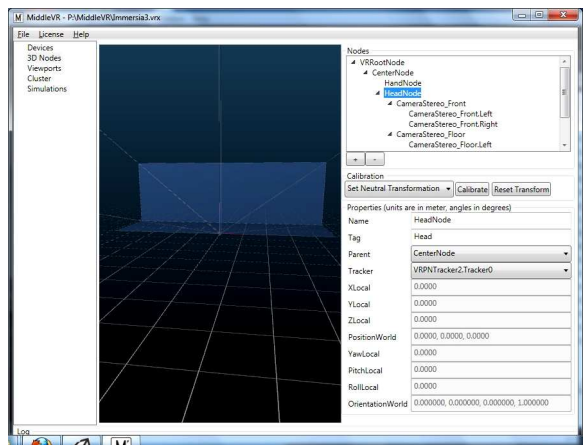 MiddleVR - P:\MiddleVR\Immersia3.vrx
File License Help
Devices
3D Nodes
Viewports
Cluster
Simulations
Nodes
VRRootNode
CenterNode
HandNode
HeadNode
CameraStereo_Front
CameraStereo_Front.Left
CameraStereo_Front.Right
CameraStereo_Floor
CameraStereo_Floor.Left
+ -
Calibration
Set Neutral Transformation Calibrate Reset Transform
Properties (units are in meter, angles in degrees)
Name HeadNode
Tag Head
Parent CenterNode
Tracker VRPNTracker2.Tracker0
XLocal 0.0000
YLocal 0.0000
ZLocal 0.0000
PositionWorld 0.0000, 0.0000, 0.0000
YawLocal 0.0000
PitchLocal 0.0000
RollLocal 0.0000
OrientationWorld 0.000000, 0.000000, 0.000000, 1.000000
Log